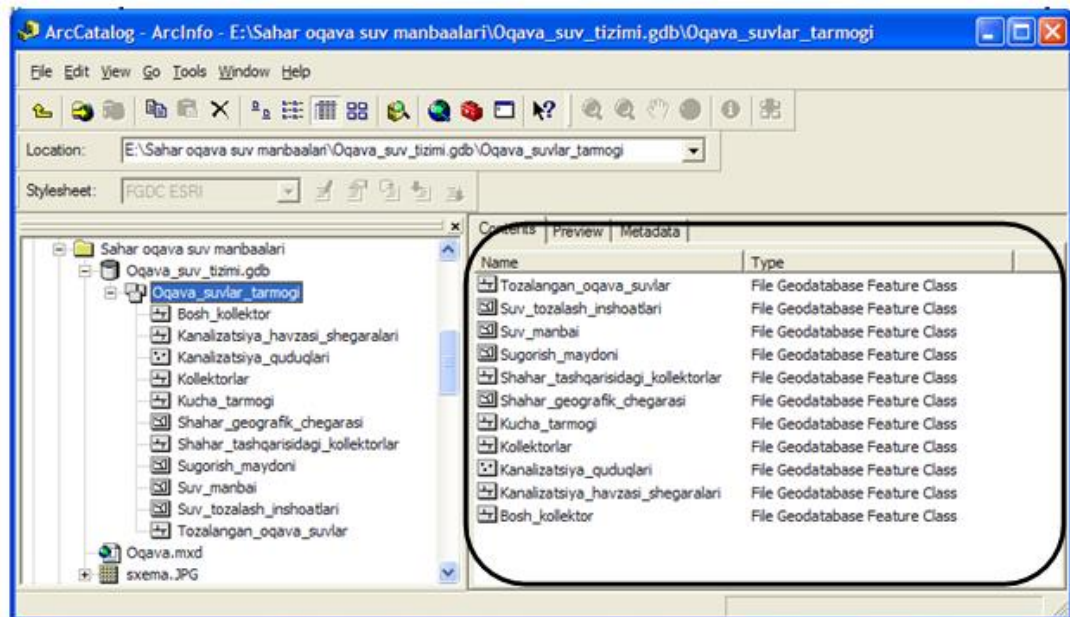 ArcCatalog - ArcInfo - E:\Sahar oqava suv manbaalari\Oqava_suv_tizimi.gdb\Oqava_suvlar_tarmogi
File Edit View Go Tools Window Help
Location: E:\Sahar oqava suv manbaalari\Oqava_suv_tizimi.gdb\Oqava_suvlar_tarmogi
Stylesheet: FGDC ESRI
Sahar oqava suv manbaalari
Oqava_suv_tizimi.gdb
Oqava_suvlar_tarmogi
Bosh_kollektor
Kanalizatsiya_havzasi_shegaralari
Kanalizatsiya_quduqlari
Kollektorlar
Kucha_tarmogi
Shahar_geografik_chegarasi
Shahar_tashqarisidagi_kollektorlar
Sugorish_maydoni
Suv_manbai
Suv_tozalash_inshoatlari
Tozalangan_oqava_suvlar
Oqava.mxd
sxema.JPG
Contents Preview Metadata
Name Type
Tozalangan_oqava_suvlar File Geodatabase Feature Class
Suv_tozalash_inshoatlari File Geodatabase Feature Class
Suv_manbai File Geodatabase Feature Class
Sugorish_maydoni File Geodatabase Feature Class
Shahar_tashqarisidagi_kollektorlar File Geodatabase Feature Class
Shahar_geografik_chegarasi File Geodatabase Feature Class
Kucha_tarmogi File Geodatabase Feature Class
Kollektorlar File Geodatabase Feature Class
Kanalizatsiya_quduqlari File Geodatabase Feature Class
Kanalizatsiya_havzasi_shegaralari File Geodatabase Feature Class
Bosh_kollektor File Geodatabase Feature Class